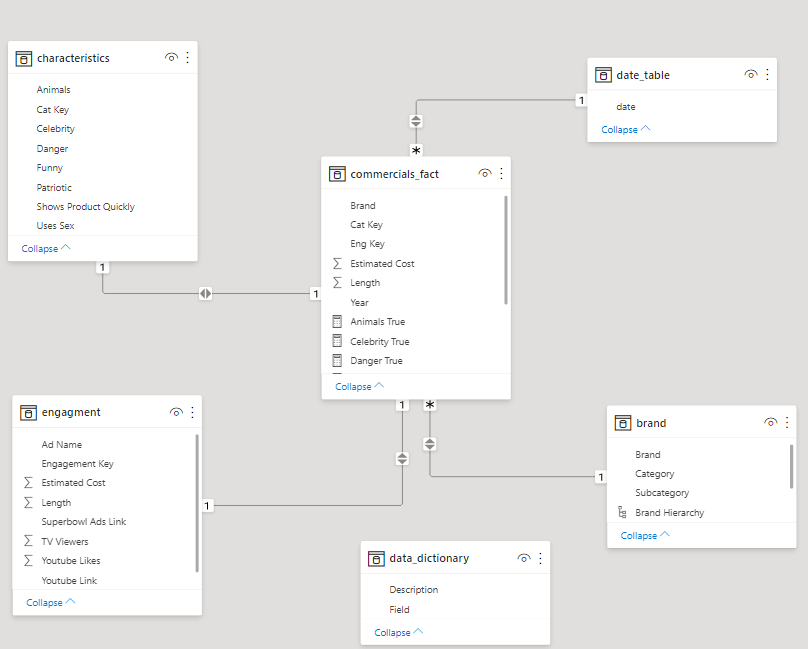 characteristics
Animals
Cat Key
Celebrity
Danger
Funny
Patriotic
Shows Product Quickly
Uses Sex
Collapse
1
1
date_table
date
Collapse
1
*
commercials_fact
Brand
Cat Key
Eng Key
Estimated Cost
Length
Year
Animals True
Celebrity True
Danger True
Collapse
1
*
engagment
Ad Name
Engagement Key
Estimated Cost
Length
Superbowl Ads Link
TV Viewers
Youtube Likes
Youtube Link
Collapse
1
brand
Brand
Category
Subcategory
Brand Hierarchy
Collapse
1
data_dictionary
Description
Field
Collapse